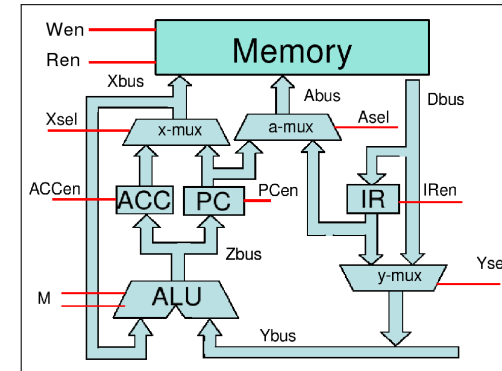 Wen
Memory
Ren
Xbus
Abus
Dbus
Xsel
x-mux
a-mux
Asel
ACCen
ACC
PC
PCen
IR
IRen
Zbus
y-mux
Yse
M
ALU
Ybus